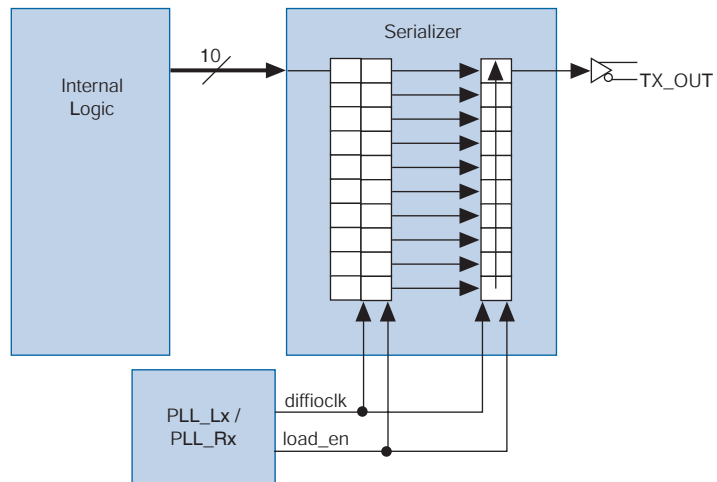 Serializer
10
Internal
Logic
TX_OUT
diffioclk
PLL_Lx /
PLL_Rx
load_en